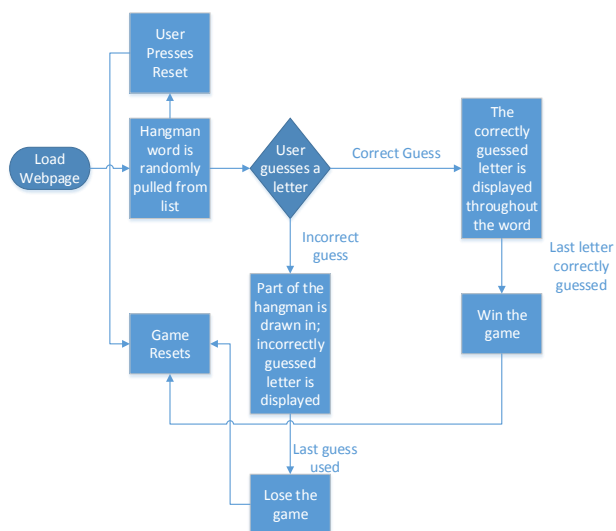 User
Presses
Reset
Load
Webpage
Hangman
word is
randomly
pulled from
list
User
guesses a
letter
Correct Guess
The
correctly
guessed
letter is
displayed
throughout
the word
Incorrect
guess
Last letter
correctly
guessed
Part of the
hangman is
drawn in;
incorrectly
guessed
letter is
displayed
Game
Resets
Win the
game
Last guess
used
Lose the
game